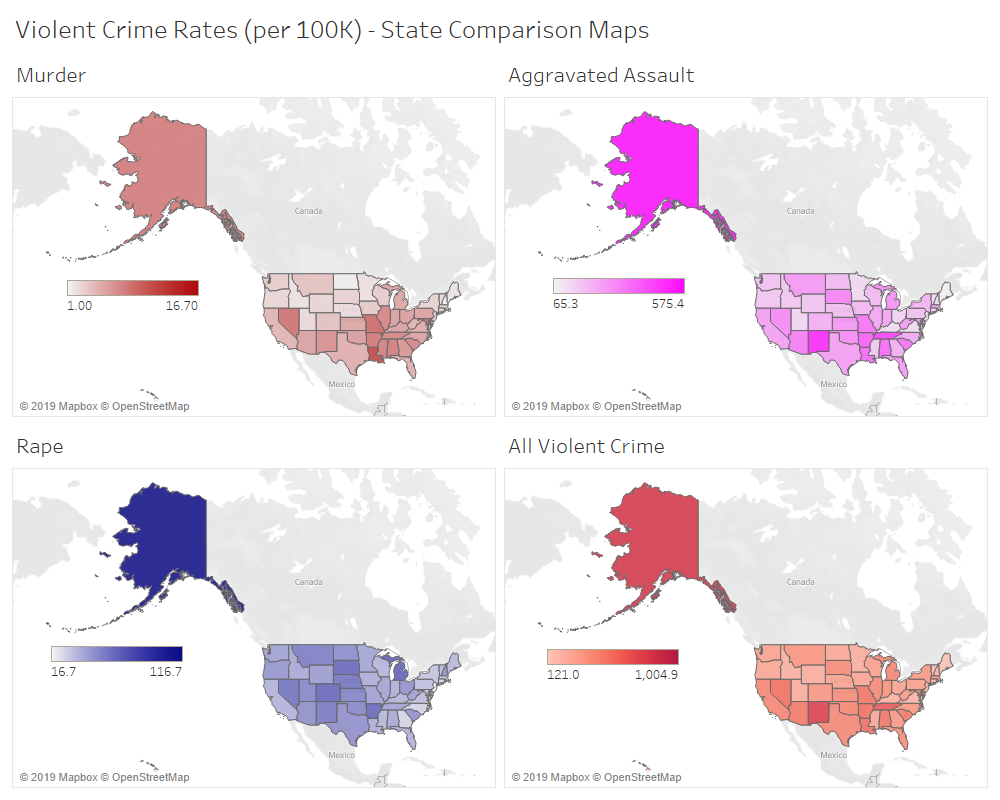 Violent Crime Rates (per 100K) - State Comparison Maps
Murder
Canada
1.00 16.70
Mexico
© 2019 Mapbox © OpenStreetMap
Aggravated Assault
Canada
65.3 575.4
Mexico
© 2019 Mapbox © OpenStreetMap
Rape
Canada
16.7 116.7
Mexico
© 2019 Mapbox © OpenStreetMap
All Violent Crime
Canada
121.0 1,004.9
Mexico
© 2019 Mapbox © OpenStreetMap